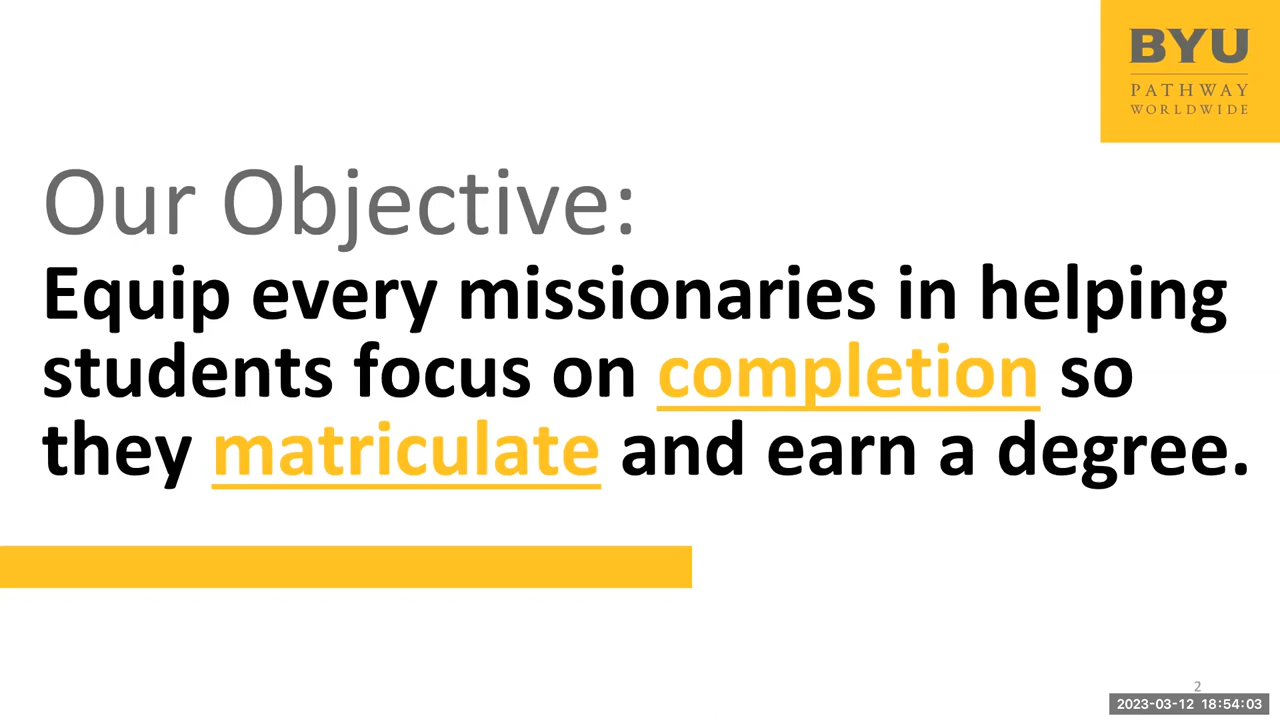 BYU
PATHWAY
WORLDWIDE
Our Objective:
Equip every missionaries in helping
students focus on completion so
they matriculate and earn a degree.
2
2023-03-12 18:54:03